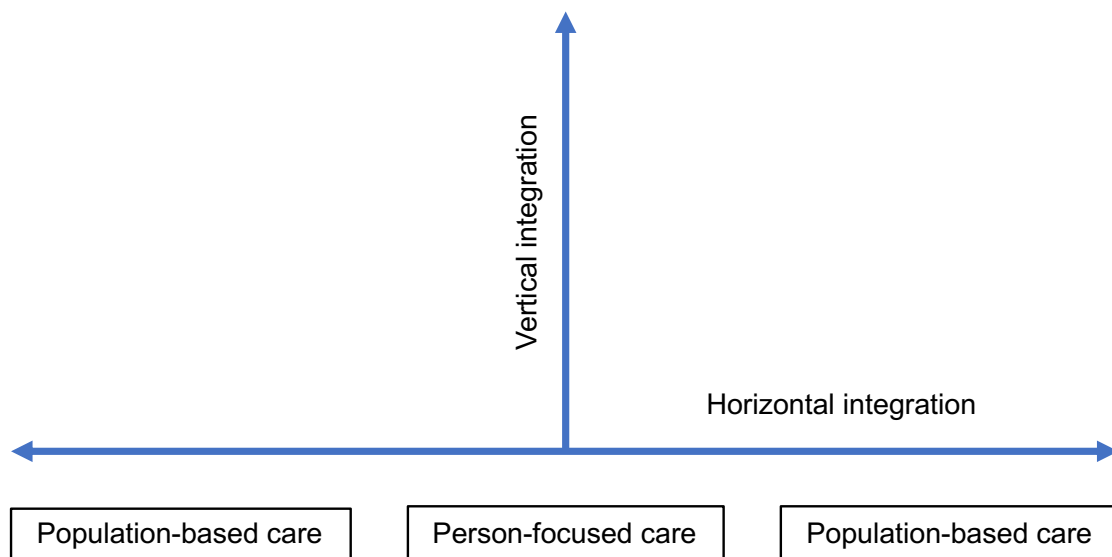 Vertical integration
Horizontal integration
Population-based care
Person-focused care
Population-based care